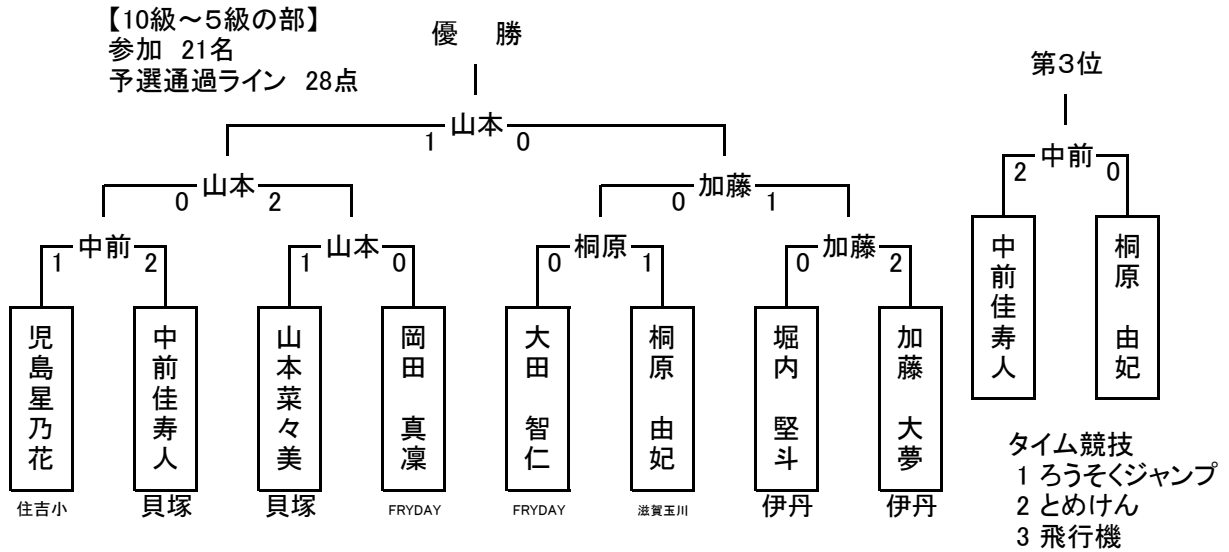 【10級～5級の部】
参加 21名
予選通過ライン 28点
優 勝
第3位
山本
1 0
中前
2 0
山本
0 2
加藤
0 1
中前
1 2
山本
1 0
桐原
0 1
加藤
0 2
児島星乃花
中前佳寿人
山本菜々美
岡田 真凜
大田 智仁
桐原 由妃
堀内 堅斗
加藤 大夢
中前佳寿人
桐原 由妃
住吉小
貝塚
貝塚
FRYDAY
FRYDAY
滋賀玉川
伊丹
伊丹
タイム競技
1 ろうそくジャンプ
2 とめけん
3 飛行機